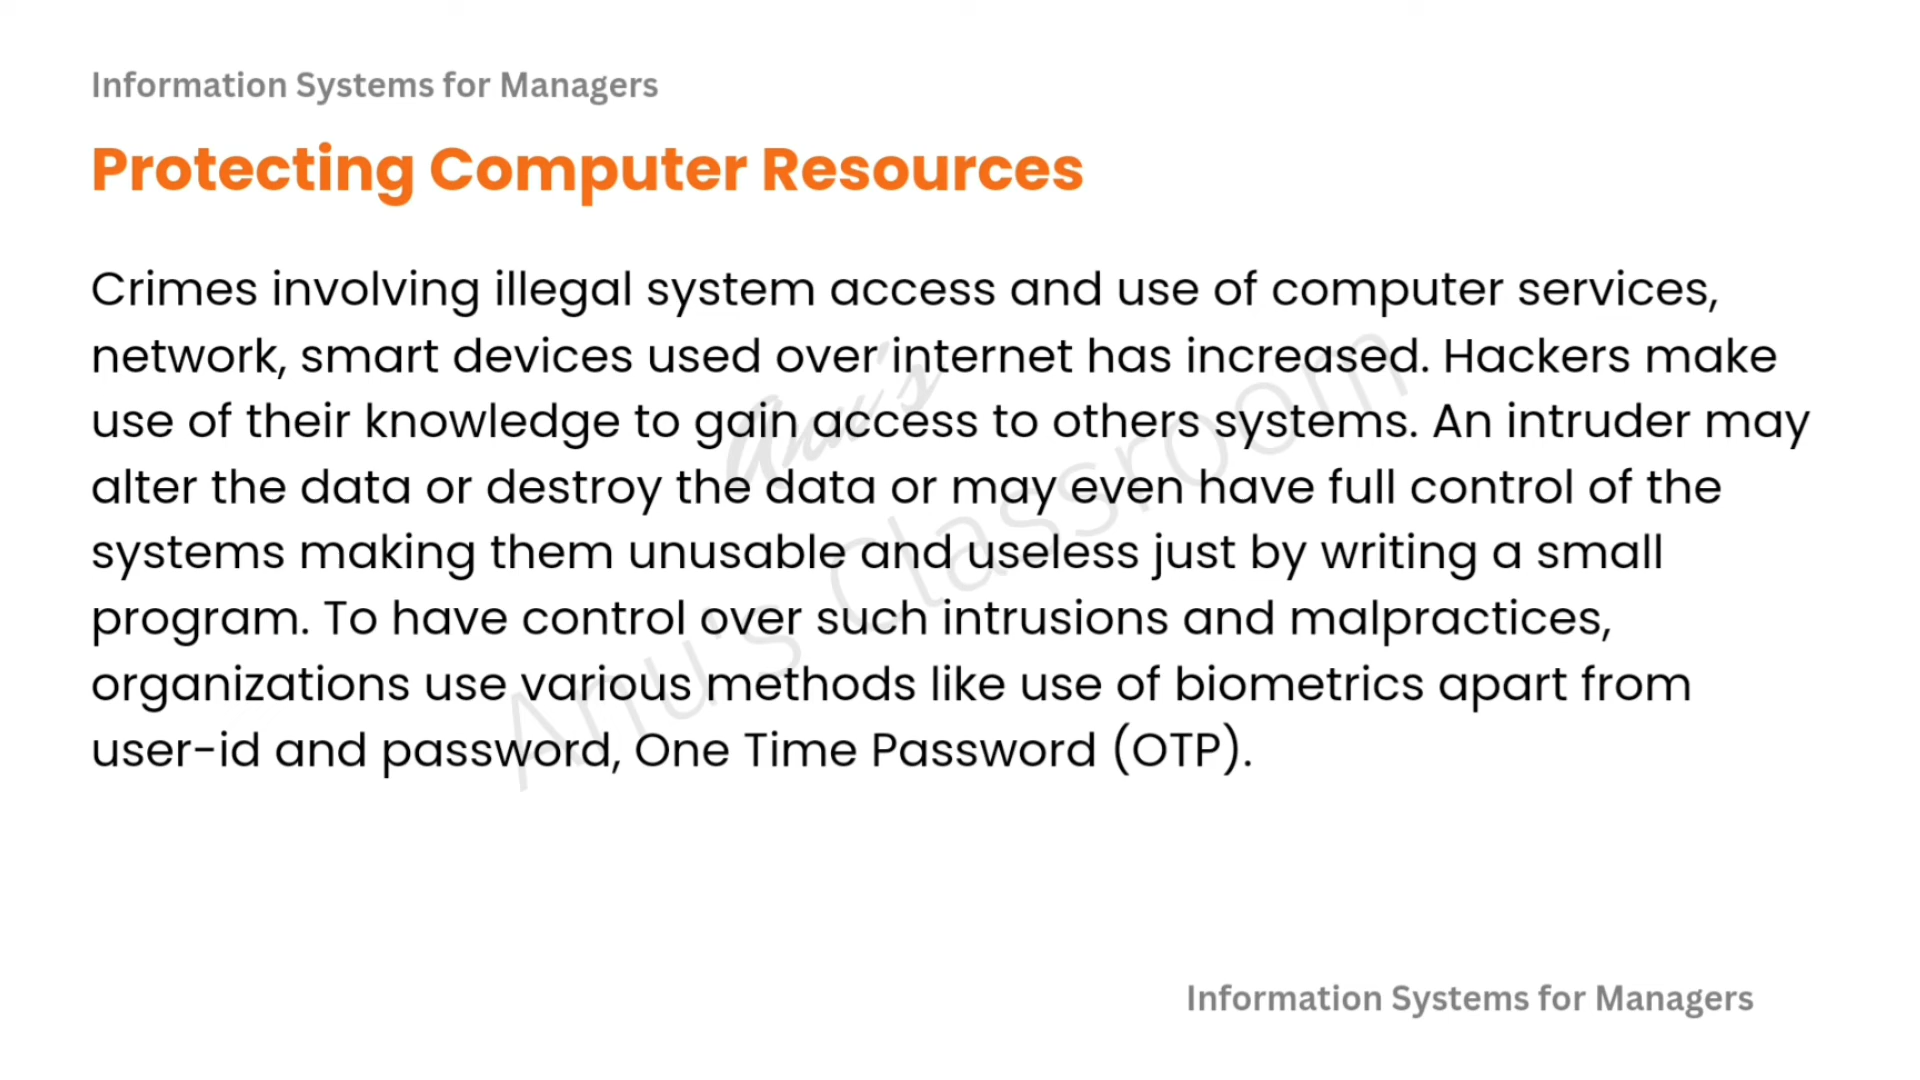 Information Systems for Managers
Protecting Computer Resources
Crimes involving illegal system access and use of computer services,
network, smart devices used over internet has increased. Hackers make
use of their knowledge to gain access to others systems. An intruder may
alter the data or destroy the data or may even have full control of the
systems making them unusable and useless just by writing a small
program. To have control over such intrusions and malpractices,
organizations use various methods like use of biometrics apart from
user-id and password, One Time Password (OTP).
Anu's
Anu's Classroom
Information Systems for Managers